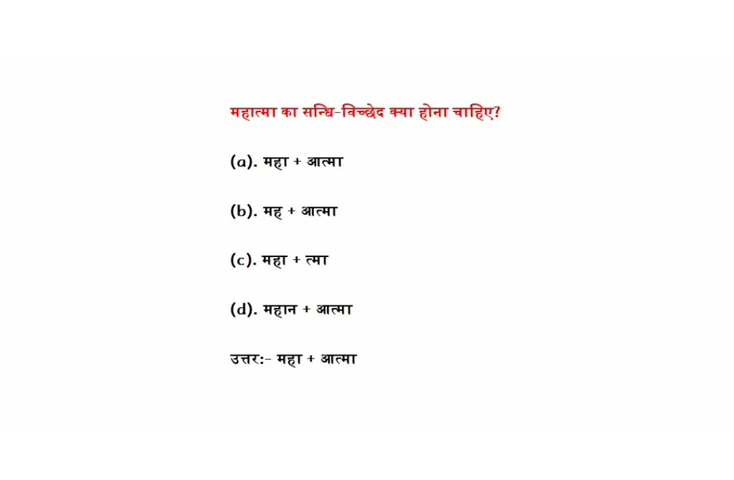 महात्मा का सन्धि-विच्छेद क्या होना चाहिए?
(a). महा + आत्मा
(b). मह + आत्मा
(c). महा + त्मा
(d). महान + आत्मा
उत्तर:- महा + आत्मा